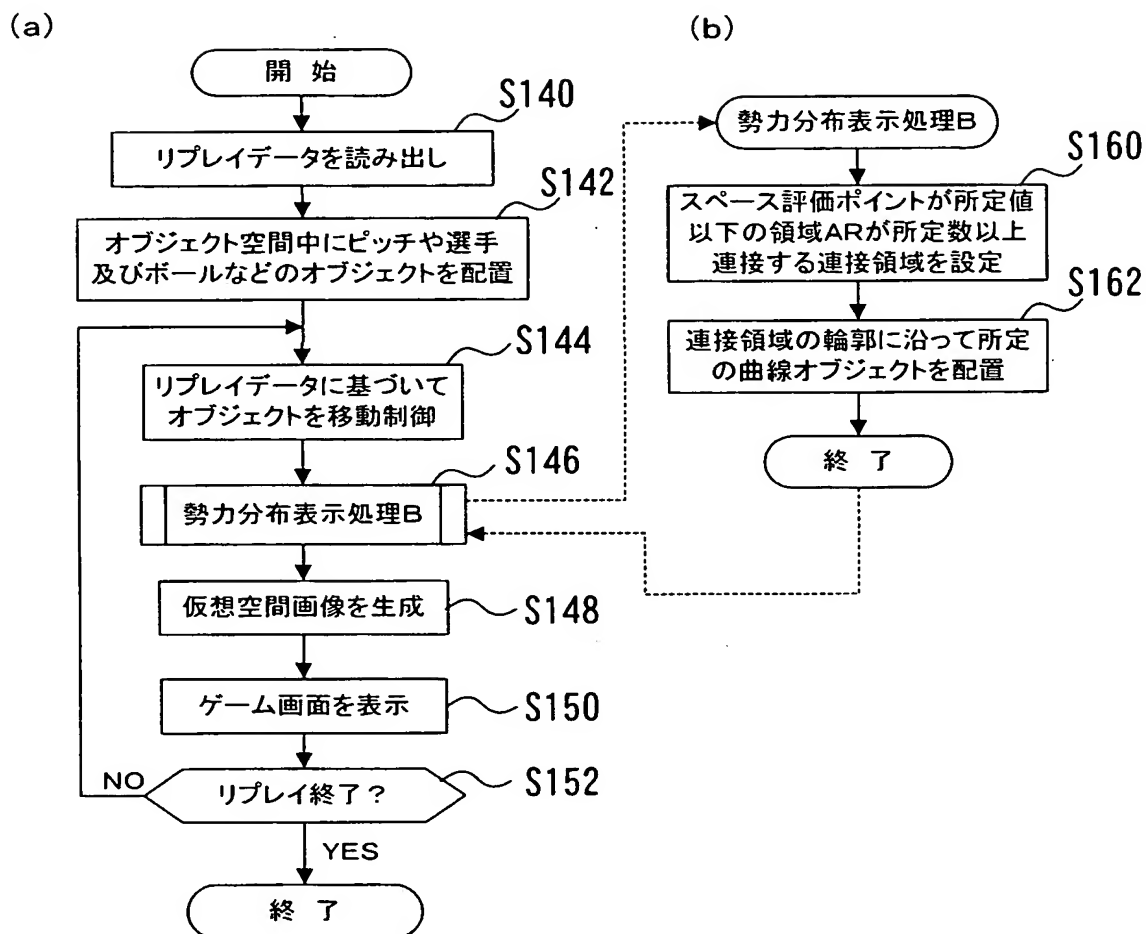 (a)
開 始
S140
リプレイデータを読み出し
S142
オブジェクト空間中にピッチや選手
及びボールなどのオブジェクトを配置
S144
リプレイデータに基づいて
オブジェクトを移動制御
S146
勢力分布表示処理B
仮想空間画像を生成
S148
ゲーム画面を表示
S150
NO
リプレイ終了?
S152
YES
終 了
(b)
勢力分布表示処理B
S160
スペース評価ポイントが所定値
以下の領域ARが所定数以上
連接する連接領域を設定
S162
連接領域の輪郭に沿って所定
の曲線オブジェクトを配置
終 了